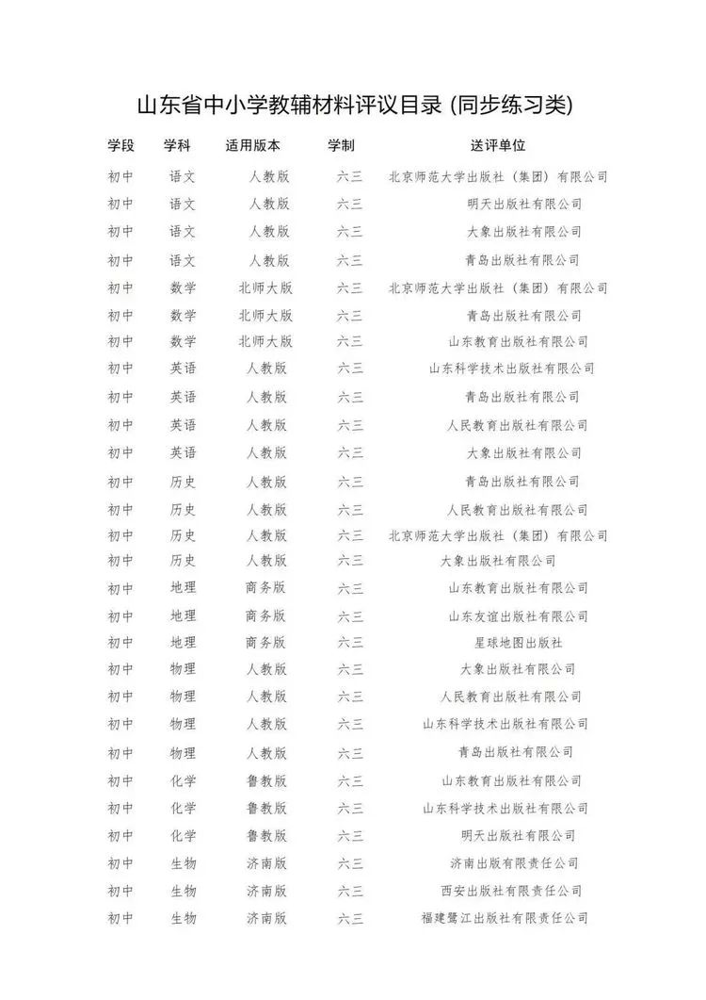 山东省中小学教辅材料评议目录 (同步练习类)
学段 学科 适用版本 学制 送评单位
初中 语文 人教版 六三 北京师范大学出版社（集团）有限公司
初中 语文 人教版 六三 明天出版社有限公司
初中 语文 人教版 六三 大象出版社有限公司
初中 语文 人教版 六三 青岛出版社有限公司
初中 数学 北师大版 六三 北京师范大学出版社（集团）有限公司
初中 数学 北师大版 六三 青岛出版社有限公司
初中 数学 北师大版 六三 山东教育出版社有限公司
初中 英语 人教版 六三 山东科学技术出版社有限公司
初中 英语 人教版 六三 青岛出版社有限公司
初中 英语 人教版 六三 人民教育出版社有限公司
初中 英语 人教版 六三 大象出版社有限公司
初中 历史 人教版 六三 青岛出版社有限公司
初中 历史 人教版 六三 人民教育出版社有限公司
初中 历史 人教版 六三 北京师范大学出版社（集团）有限公司
初中 历史 人教版 六三 大象出版社有限公司
初中 地理 商务版 六三 山东教育出版社有限公司
初中 地理 商务版 六三 山东友谊出版社有限公司
初中 地理 商务版 六三 星球地图出版社
初中 物理 人教版 六三 大象出版社有限公司
初中 物理 人教版 六三 人民教育出版社有限公司
初中 物理 人教版 六三 山东科学技术出版社有限公司
初中 物理 人教版 六三 青岛出版社有限公司
初中 化学 鲁教版 六三 山东教育出版社有限公司
初中 化学 鲁教版 六三 山东科学技术出版社有限公司
初中 化学 鲁教版 六三 明天出版社有限公司
初中 生物 济南版 六三 济南出版有限责任公司
初中 生物 济南版 六三 西安出版社有限责任公司
初中 生物 济南版 六三 福建鹭江出版社有限责任公司